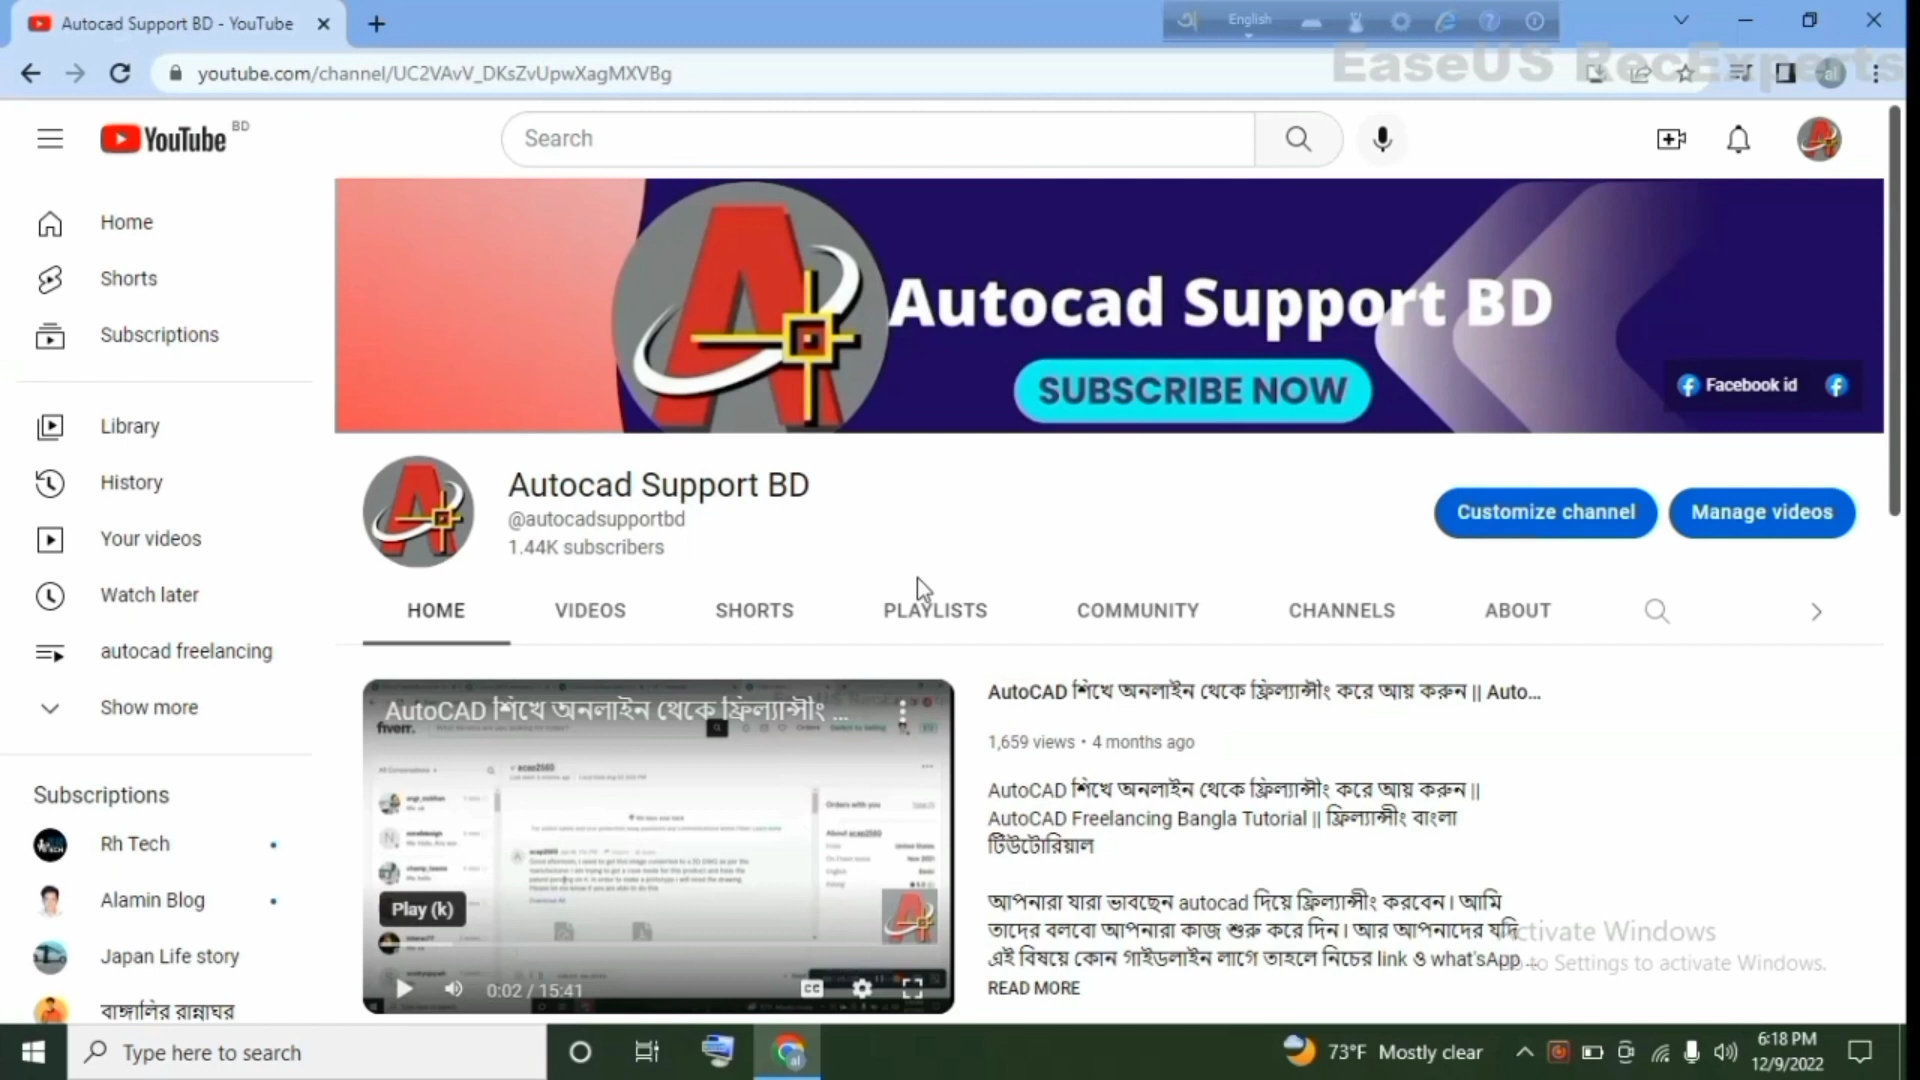 Autocad Support BD - YouTube
English
EaseUS RecExperts
youtube.com/channel/UC2VAvV_DKsZvUpwXagMXVBg
al
YouTube BD
Search
Home
Shorts
Subscriptions
Library
History
Your videos
Watch later
autocad freelancing
Show more
Subscriptions
Rh Tech
Alamin Blog
Japan Life story
বাঙ্গালির রান্নাঘর
Autocad Support BD
SUBSCRIBE NOW
Facebook id
Autocad Support BD
@autocadsupportbd
1.44K subscribers
Customize channel
Manage videos
HOME
VIDEOS
SHORTS
PLAYLISTS
COMMUNITY
CHANNELS
ABOUT
AutoCAD শিখে অনলাইন থেকে ফ্রিল্যান্সীং ...
fiverr.
acap2500
Play (k)
0:02 / 15:41
CC
AutoCAD শিখে অনলাইন থেকে ফ্রিল্যান্সীং করে আয় করুন || Auto...
1,659 views • 4 months ago
AutoCAD শিখে অনলাইন থেকে ফ্রিল্যান্সীং করে আয় করুন ||
AutoCAD Freelancing Bangla Tutorial || ফ্রিল্যান্সীং বাংলা
টিউটোরিয়াল
আপনারা যারা ভাবছেন autocad দিয়ে ফ্রিল্যান্সীং করবেন। আমি
তাদের বলবো আপনারা কাজ শুরু করে দিন। আর আপনাদের যদি
এই বিষয়ে কোন গাইডলাইন লাগে তাহলে নিচের link ও what'sApp ...
READ MORE
Activate Windows
Go to Settings to activate Windows.
Type here to search
73°F Mostly clear
6:18 PM
12/9/2022